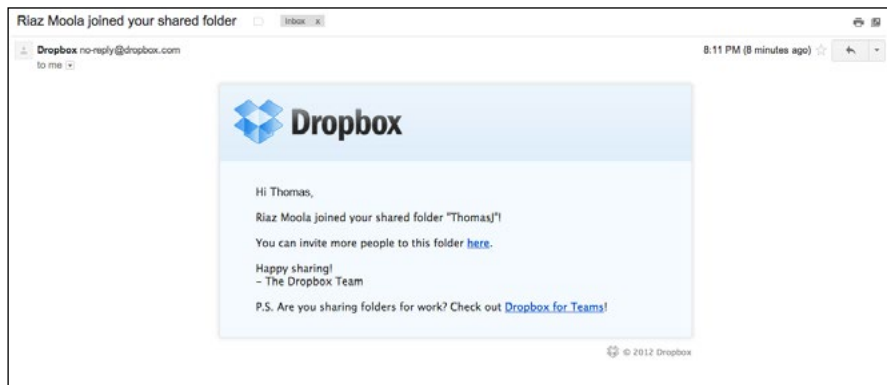 Riaz Moola joined your shared folder Inbox x
Dropbox no-reply@dropbox.com 8:11 PM (8 minutes ago)
to me
Dropbox
Hi Thomas,
Riaz Moola joined your shared folder "ThomasJ"!
You can invite more people to this folder here.
Happy sharing!
– The Dropbox Team
P.S. Are you sharing folders for work? Check out Dropbox for Teams!
© 2012 Dropbox